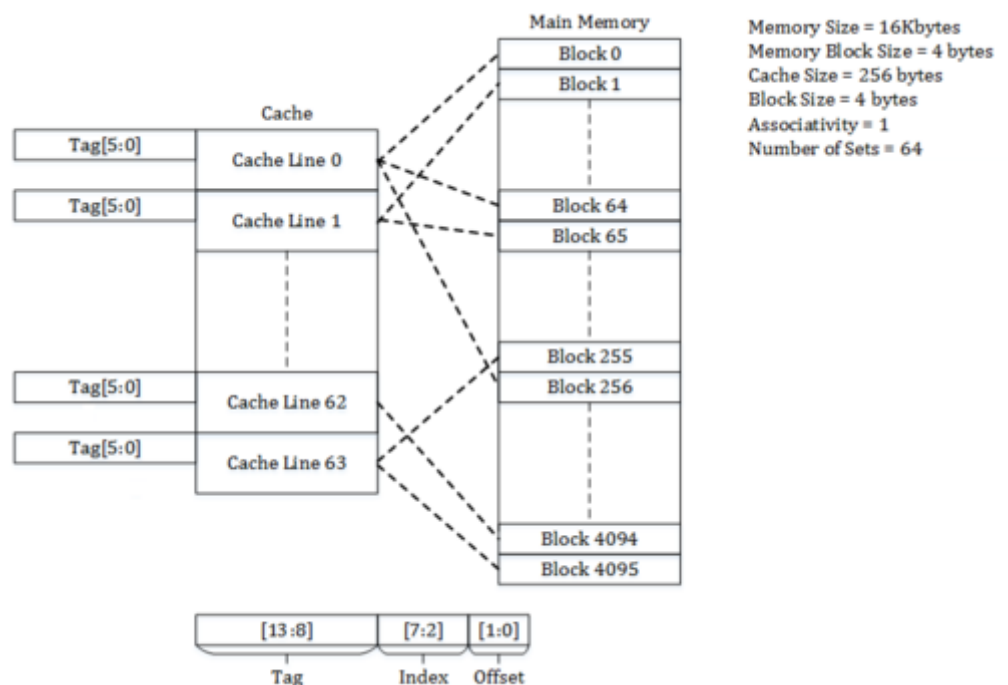 Main Memory
Memory Size = 16Kbytes
Memory Block Size = 4 bytes
Cache Size = 256 bytes
Block Size = 4 bytes
Associativity = 1
Number of Sets = 64
Block 0
Block 1
Block 64
Block 65
Block 255
Block 256
Block 4094
Block 4095
Cache
Tag[5:0]
Cache Line 0
Tag[5:0]
Cache Line 1
Tag[5:0]
Cache Line 62
Tag[5:0]
Cache Line 63
[13:8]
[7:2]
[1:0]
Tag
Index
Offset